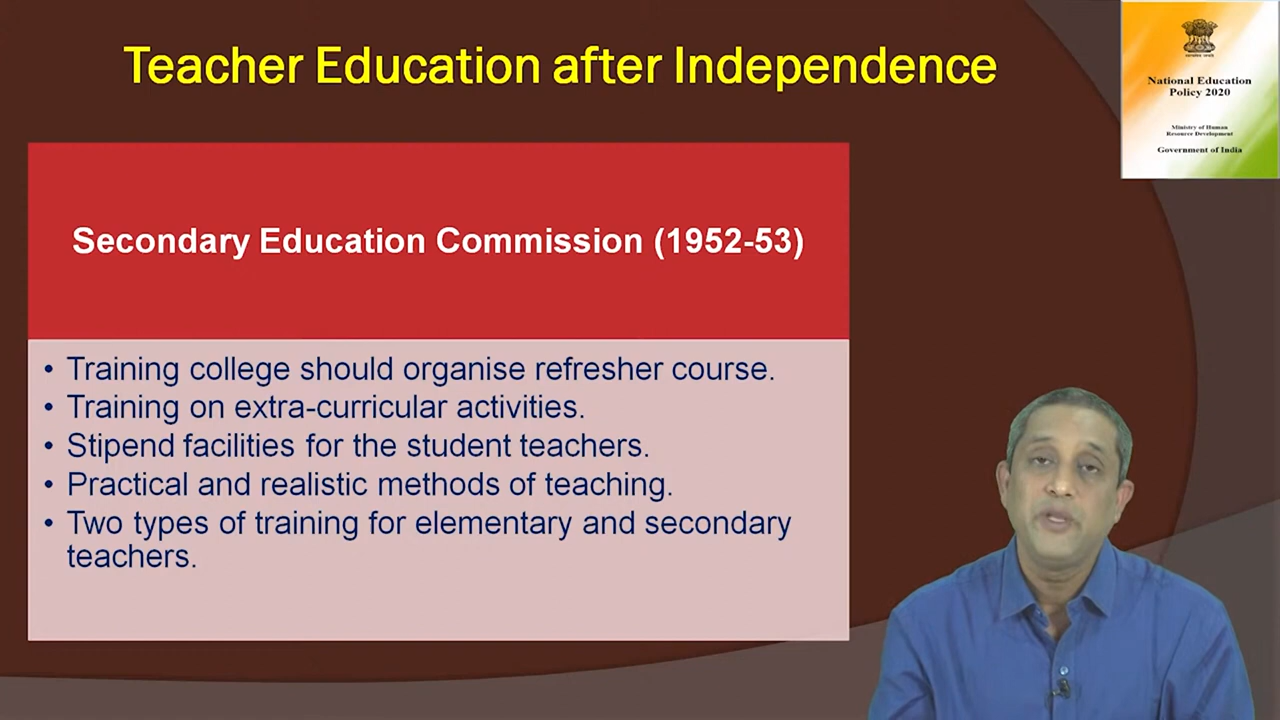 Teacher Education after Independence
National Education
Policy 2020
Ministry of Human
Resource Development
Government of India
Secondary Education Commission (1952-53)
• Training college should organise refresher course.
• Training on extra-curricular activities.
• Stipend facilities for the student teachers.
• Practical and realistic methods of teaching.
• Two types of training for elementary and secondary
teachers.